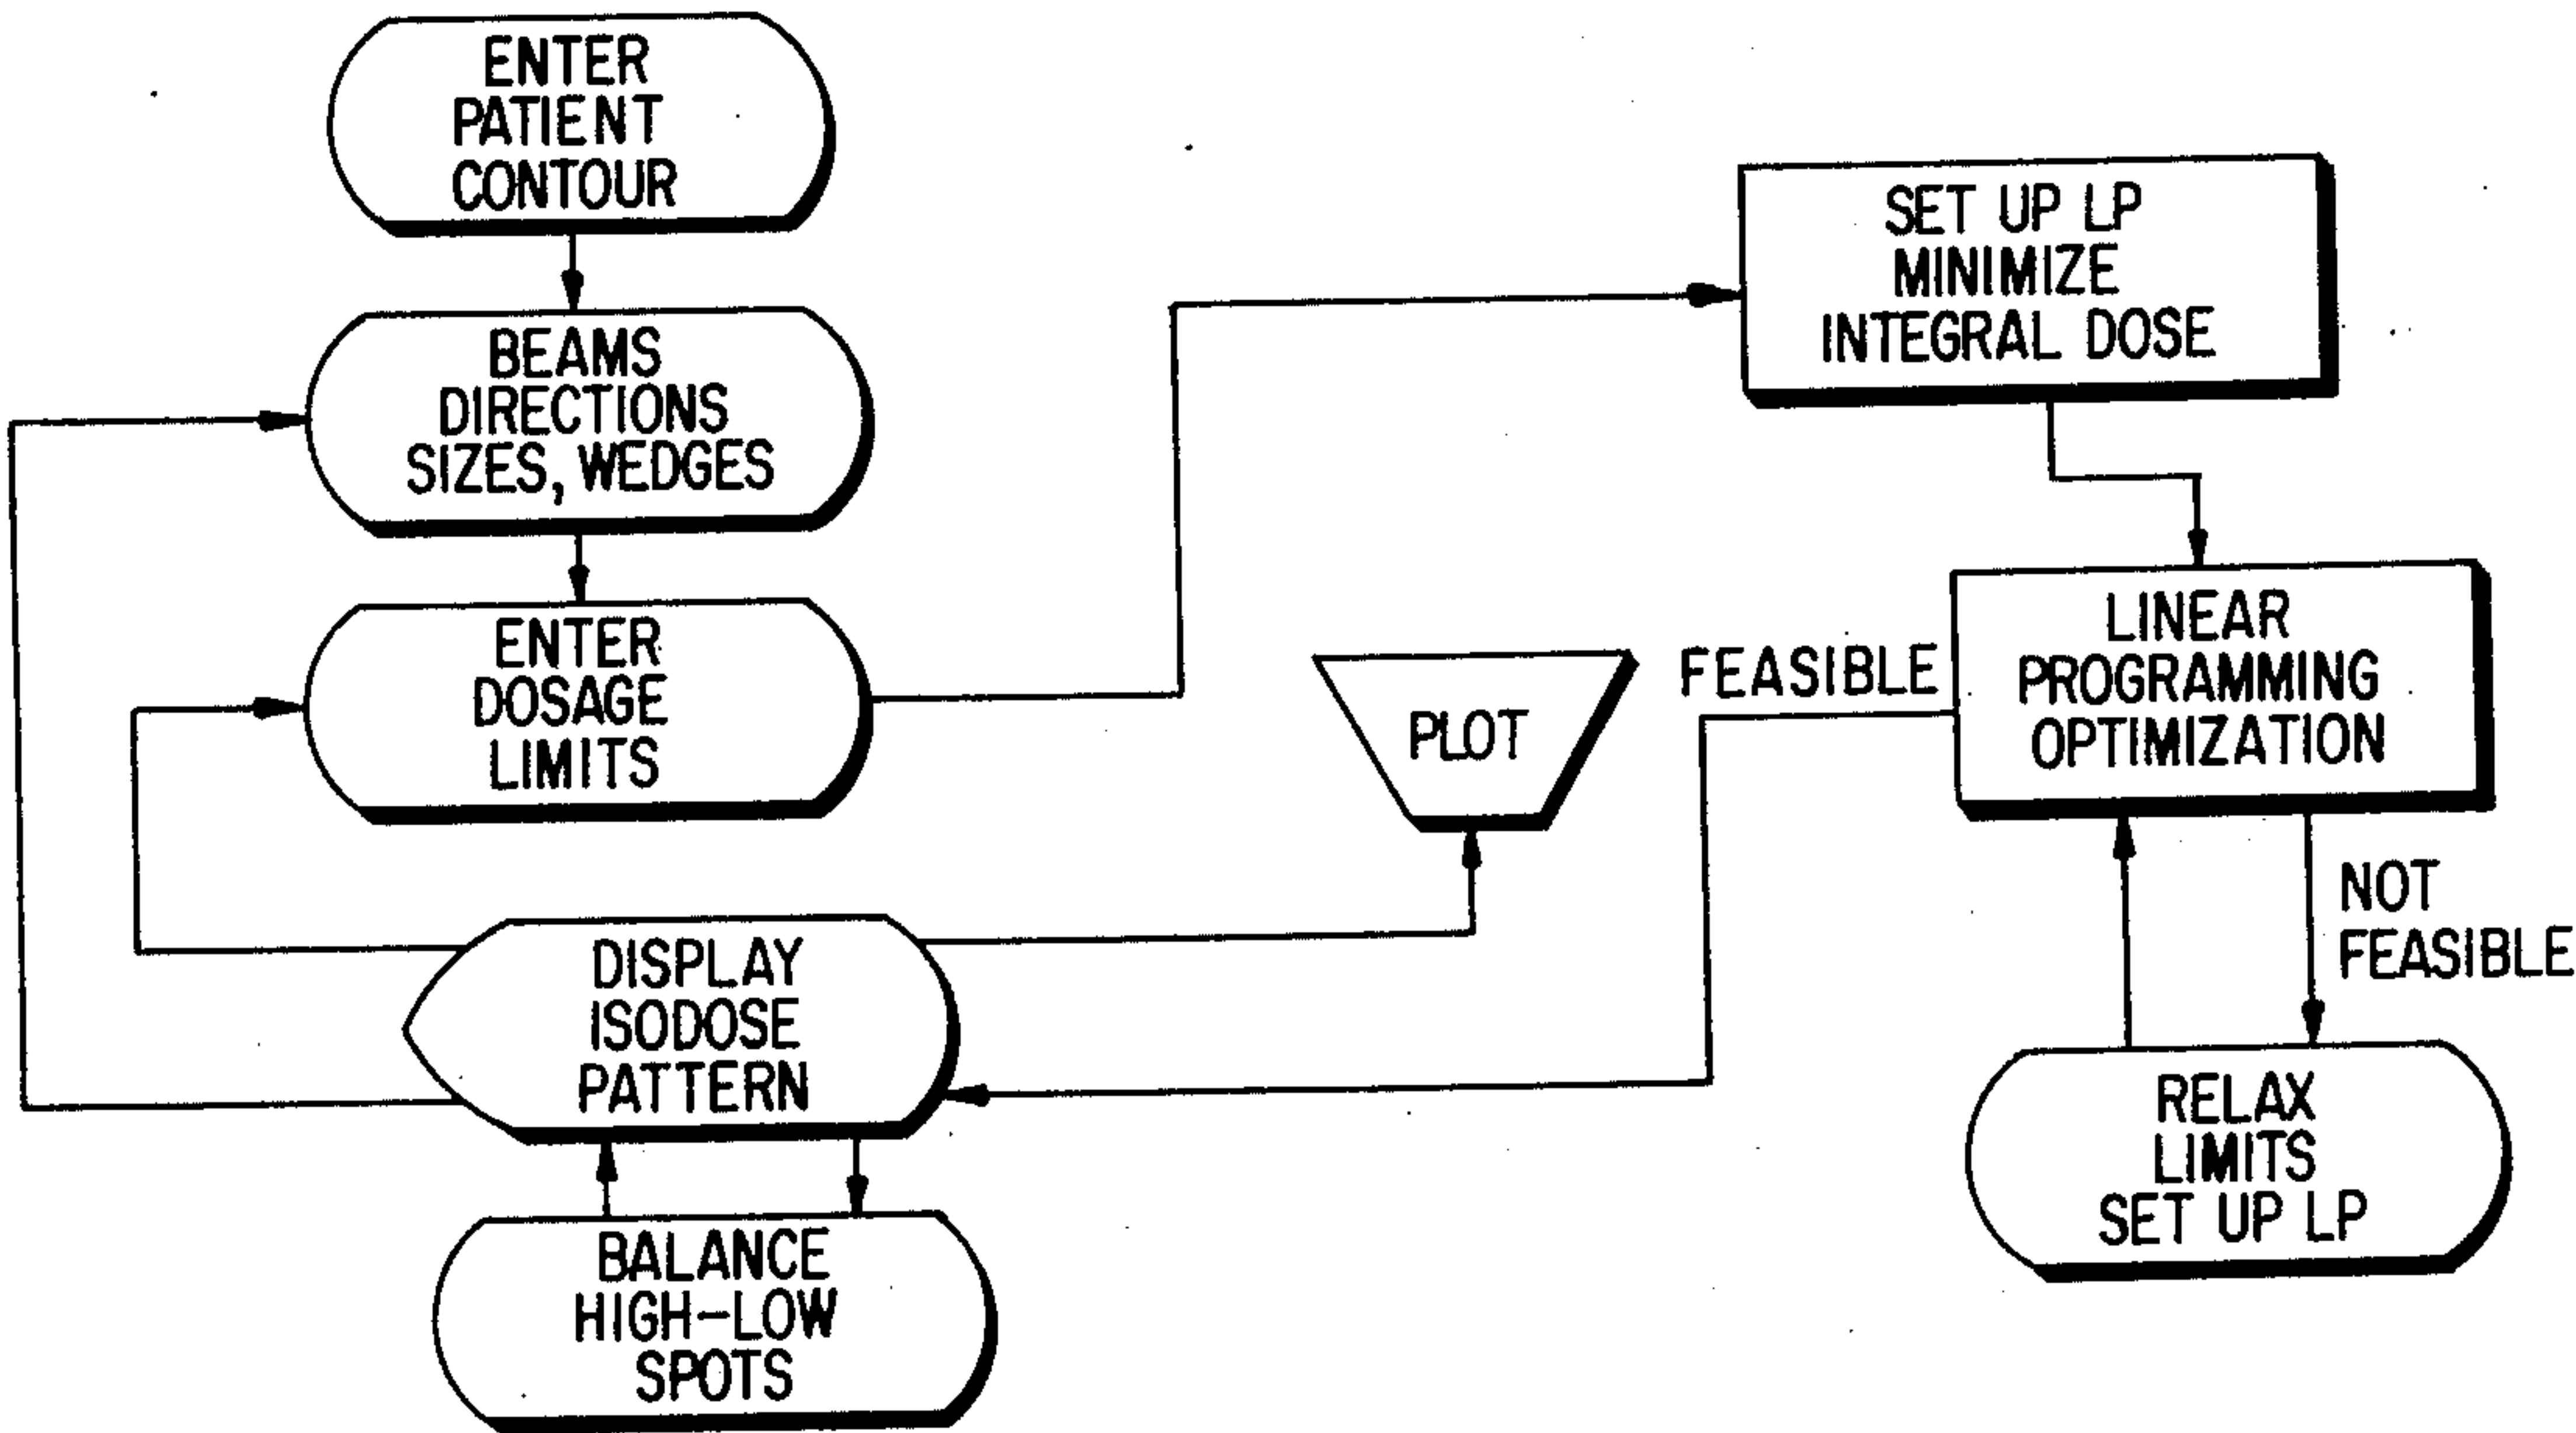 ENTER
PATIENT
CONTOUR
BEAMS
DIRECTIONS
SIZES, WEDGES
ENTER
DOSAGE
LIMITS
SET UP LP
MINIMIZE
INTEGRAL DOSE
LINEAR
PROGRAMMING
OPTIMIZATION
FEASIBLE
NOT
FEASIBLE
RELAX
LIMITS
SET UP LP
PLOT
DISPLAY
ISODOSE
PATTERN
BALANCE
HIGH-LOW
SPOTS